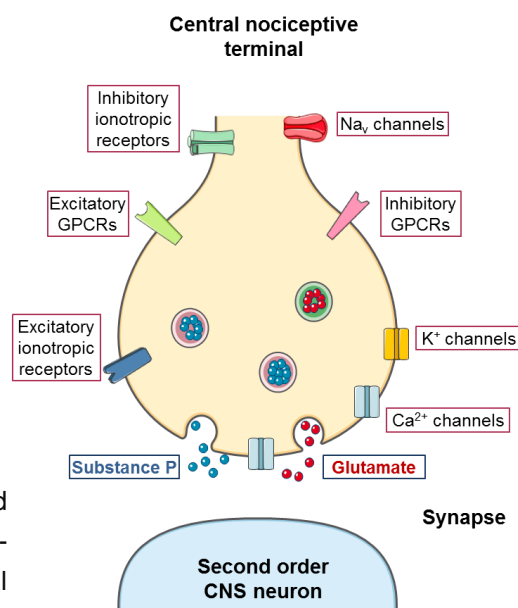 Central nociceptive
terminal
Inhibitory
ionotropic
receptors
Naᵥ channels
Excitatory
GPCRs
Inhibitory
GPCRs
Excitatory
ionotropic
receptors
K⁺ channels
Ca²⁺ channels
Substance P
Glutamate
d
-
l
Synapse
Second order
CNS neuron